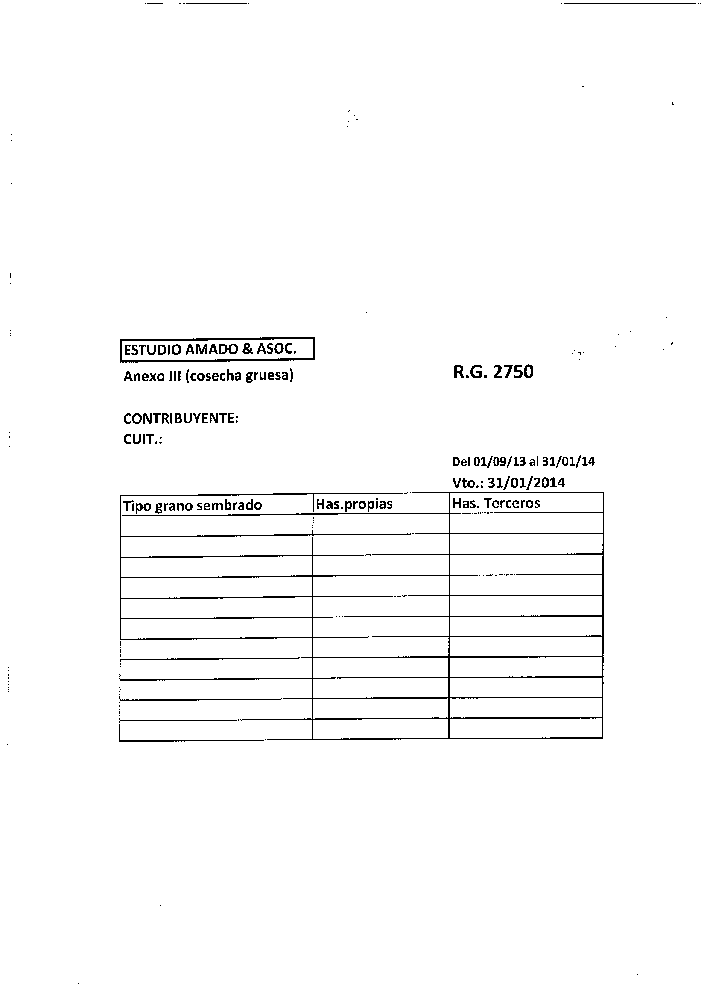 ESTUDIO AMADO & ASOC.
Anexo III (cosecha gruesa)
R.G. 2750
CONTRIBUYENTE:
CUIT.:
Del 01/09/13 al 31/01/14
Vto.: 31/01/2014
Tipo grano sembrado Has.propias Has. Terceros